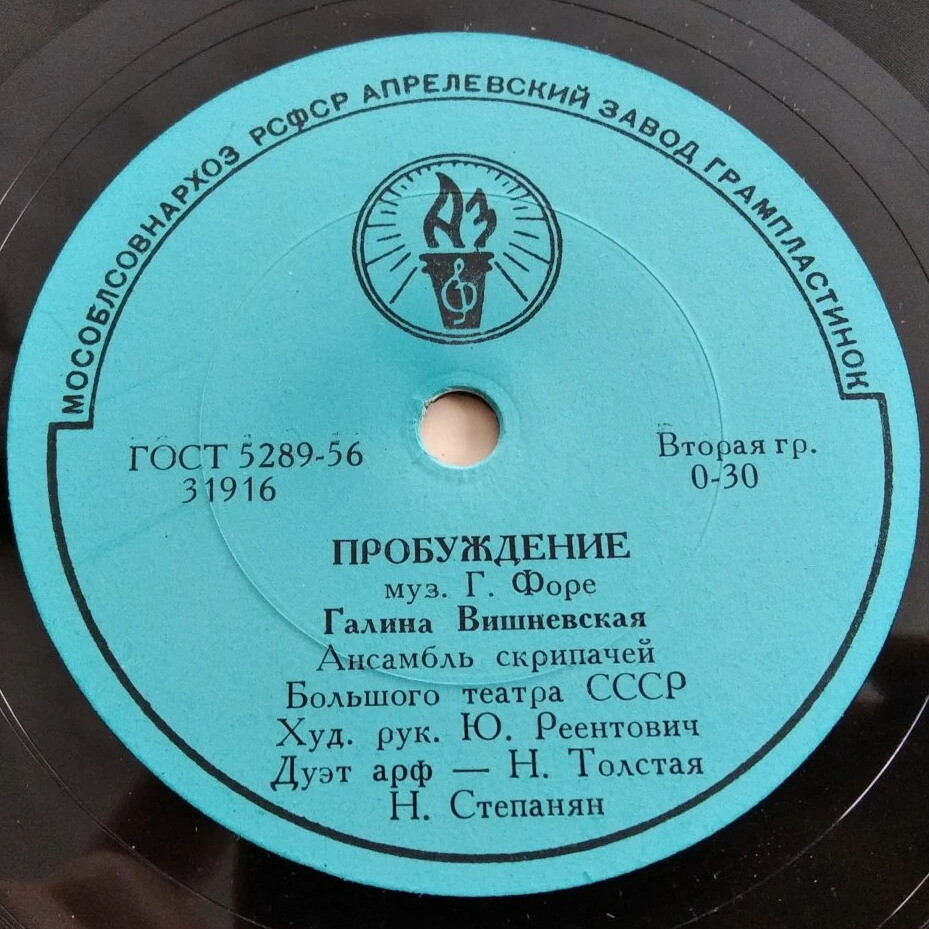 МОСОБЛСОВНАРХОЗ РСФСР АПРЕЛЕВСКИЙ ЗАВОД ГРАМПЛАСТИНОК
АЗ
ГОСТ 5289-56
31916
Вторая гр.
0-30
ПРОБУЖДЕНИЕ
муз. Г. Форе
Галина Вишневская
Ансамбль скрипачей
Большого театра СССР
Худ. рук. Ю. Реентович
Дуэт арф — Н. Толстая
Н. Степанян